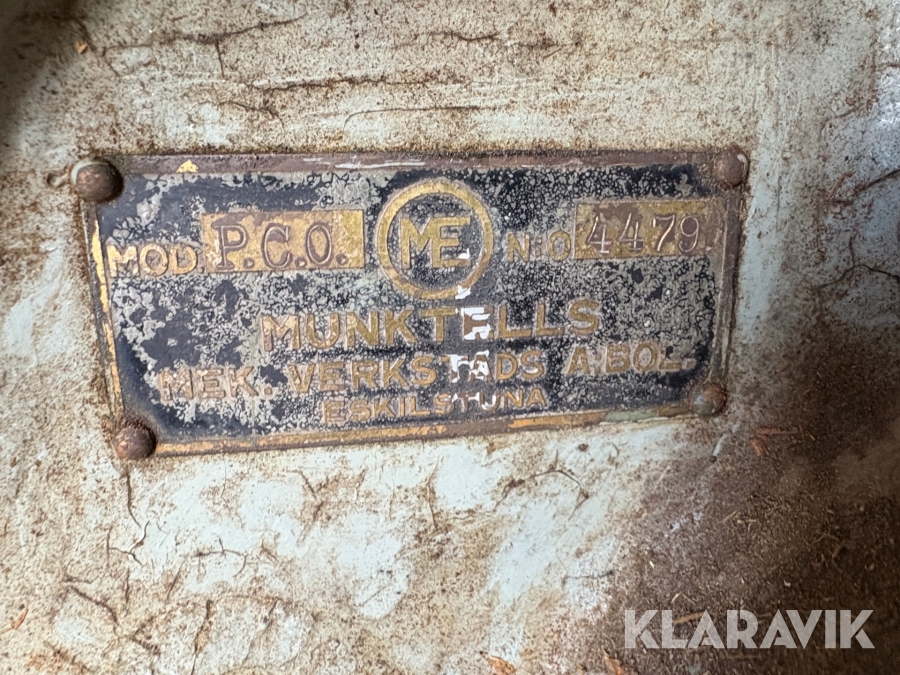 MOD. P.C.O. ME N:O 4479.
MUNKTELLS
MEK. VERKSTADS A.BOL.
ESKILSTUNA
KLARAVIK